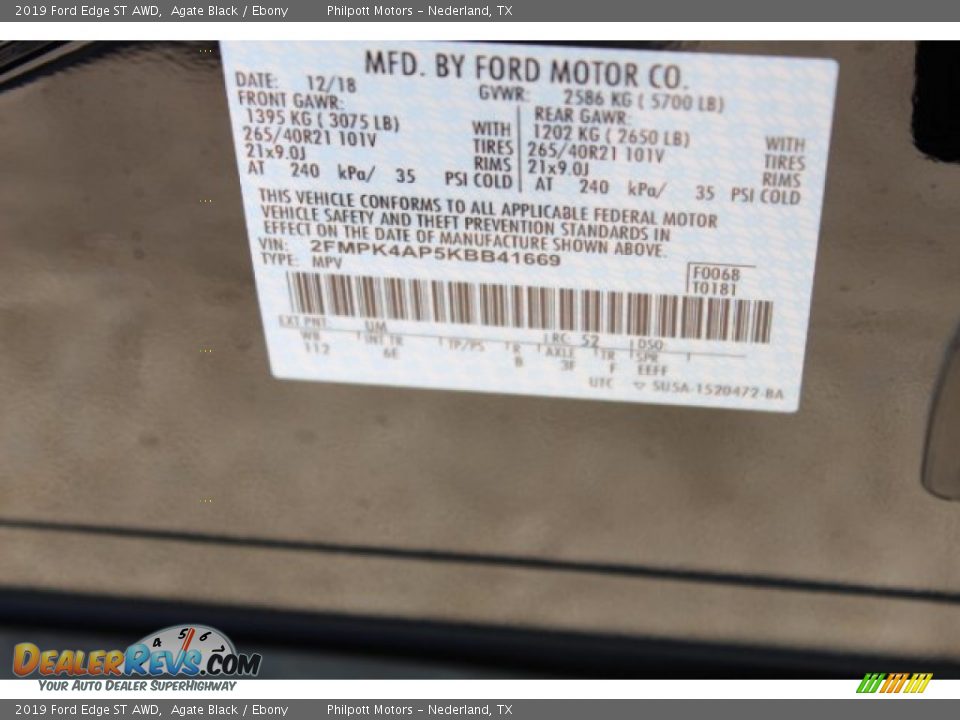 2019 Ford Edge ST AWD, Agate Black / Ebony Philpott Motors - Nederland, TX
MFD. BY FORD MOTOR CO.
DATE: 12/18 GVWR: 2586 KG ( 5700 LB)
FRONT GAWR: REAR GAWR:
1395 KG ( 3075 LB) WITH 1202 KG ( 2650 LB) WITH
265/40R21 101V TIRES 265/40R21 101V TIRES
21x9.0J RIMS 21x9.0J RIMS
AT 240 kPa/ 35 PSI COLD AT 240 kPa/ 35 PSI COLD
THIS VEHICLE CONFORMS TO ALL APPLICABLE FEDERAL MOTOR
VEHICLE SAFETY AND THEFT PREVENTION STANDARDS IN
EFFECT ON THE DATE OF MANUFACTURE SHOWN ABOVE.
VIN: 2FMPK4AP5KBB41669
TYPE: MPV
F0068
T0181
EXT PNT: UM RC: 52 DSO:
WB INT TR TP/PS R AXLE TR SPR
112 6E B 3F F EEFF
UTC SU5A-1520472-BA
4 5 6
DEALERREVS.COM
YOUR AUTO DEALER SUPERHIGHWAY
2019 Ford Edge ST AWD, Agate Black / Ebony Philpott Motors - Nederland, TX